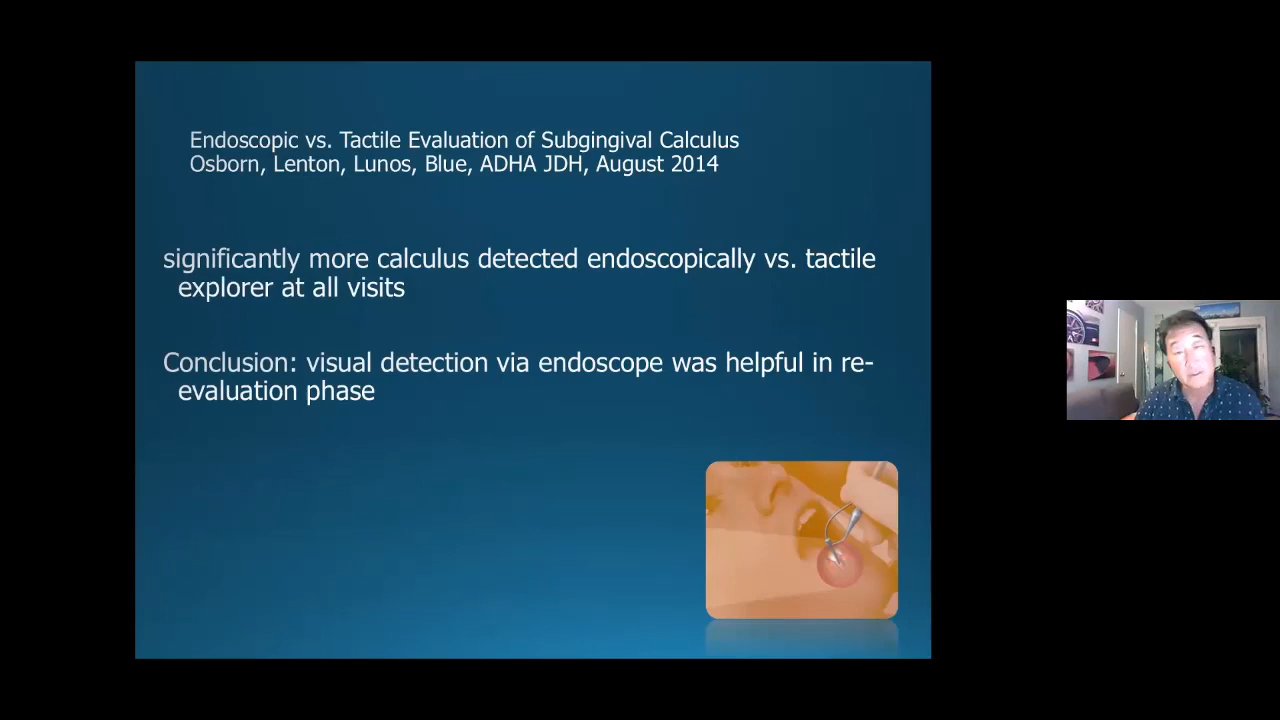 Endoscopic vs. Tactile Evaluation of Subgingival Calculus
Osborn, Lenton, Lunos, Blue, ADHA JDH, August 2014
significantly more calculus detected endoscopically vs. tactile
explorer at all visits
Conclusion: visual detection via endoscope was helpful in re-
evaluation phase